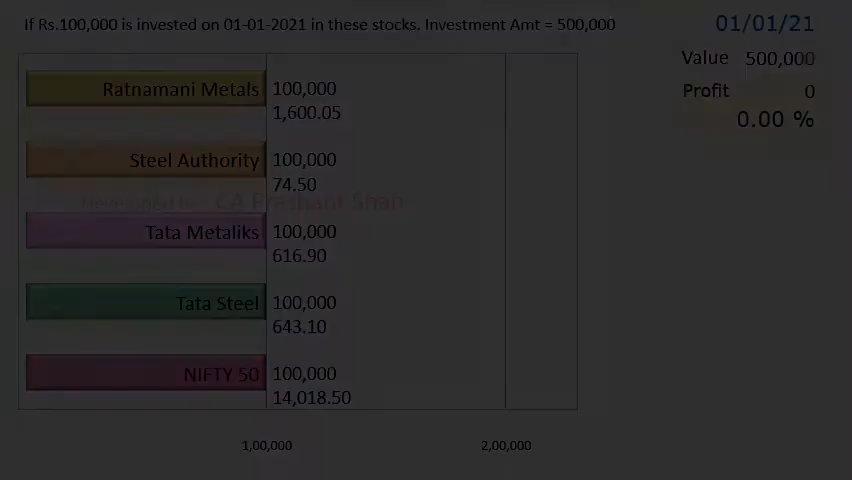 If Rs.100,000 is invested on 01-01-2021 in these stocks. Investment Amt = 500,000
01/01/21
Value 500,000
Profit 0
0.00 %
Ratnamani Metals 100,000
1,600.05
Steel Authority 100,000
74.50
CA Prashant Shah
Tata Metaliks 100,000
616.90
Tata Steel 100,000
643.10
NIFTY 50 100,000
14,018.50
1,00,000 2,00,000